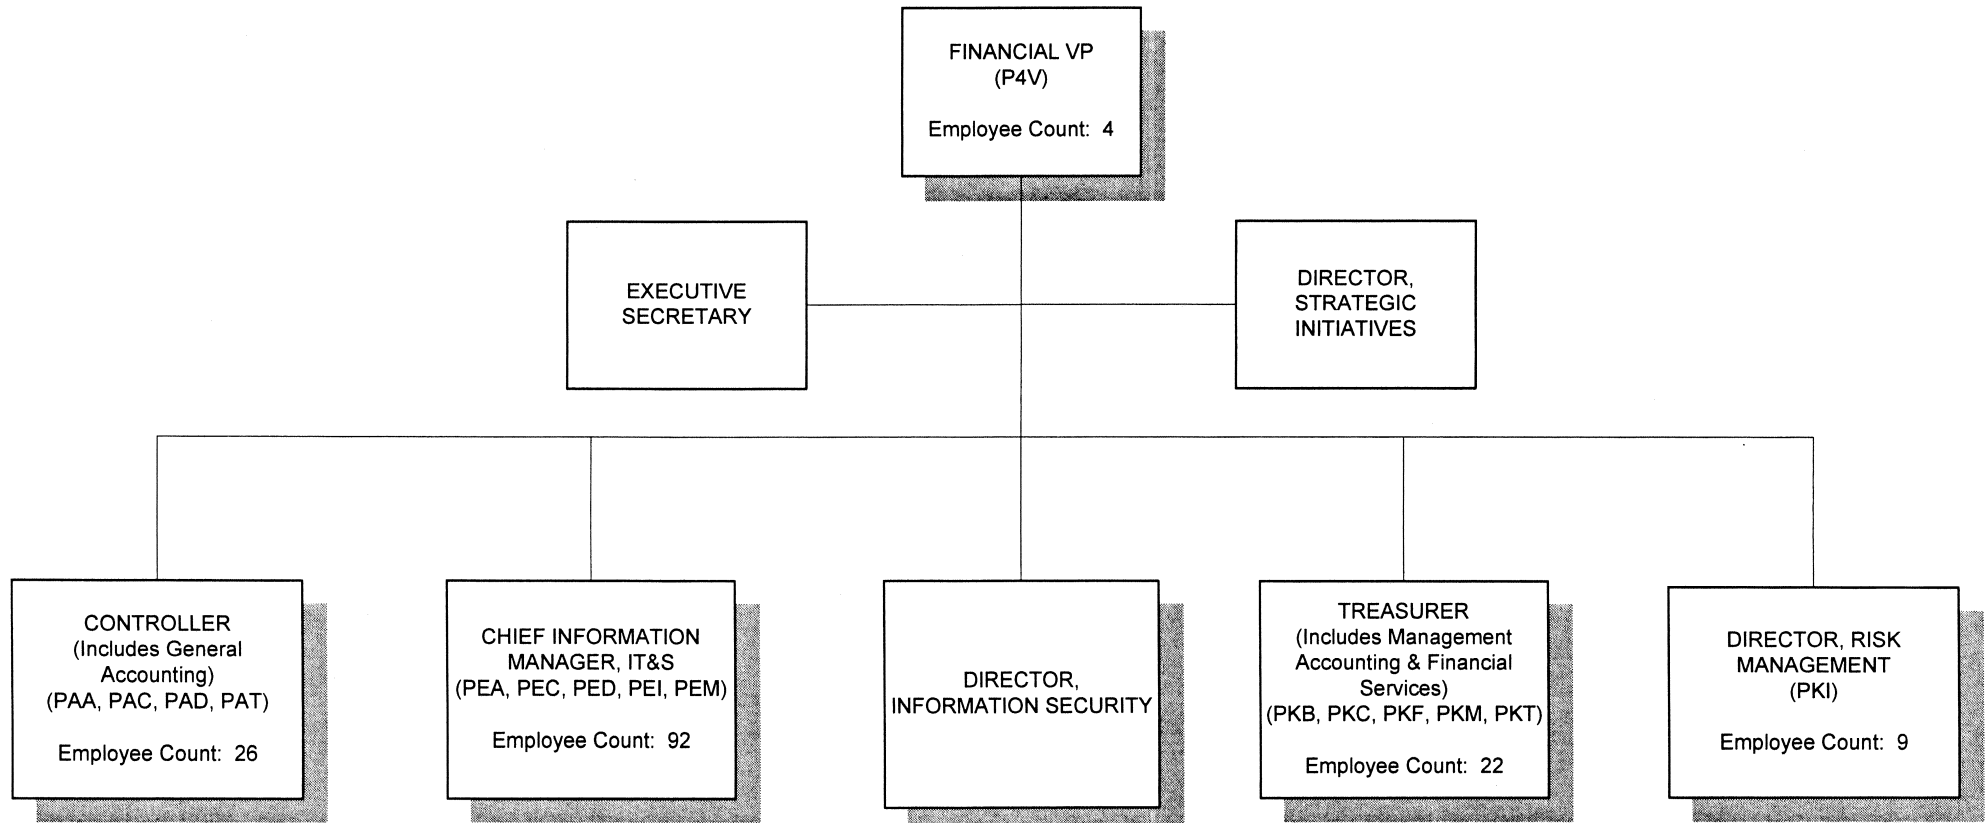 FINANCIAL VP
(P4V)
Employee Count: 4
EXECUTIVE
SECRETARY
DIRECTOR,
STRATEGIC
INITIATIVES
CONTROLLER
(Includes General
Accounting)
(PAA, PAC, PAD, PAT)
Employee Count: 26
CHIEF INFORMATION
MANAGER, IT&S
(PEA, PEC, PED, PEI, PEM)
Employee Count: 92
DIRECTOR,
INFORMATION SECURITY
TREASURER
(Includes Management
Accounting & Financial
Services)
(PKB, PKC, PKF, PKM, PKT)
Employee Count: 22
DIRECTOR, RISK
MANAGEMENT
(PKI)
Employee Count: 9